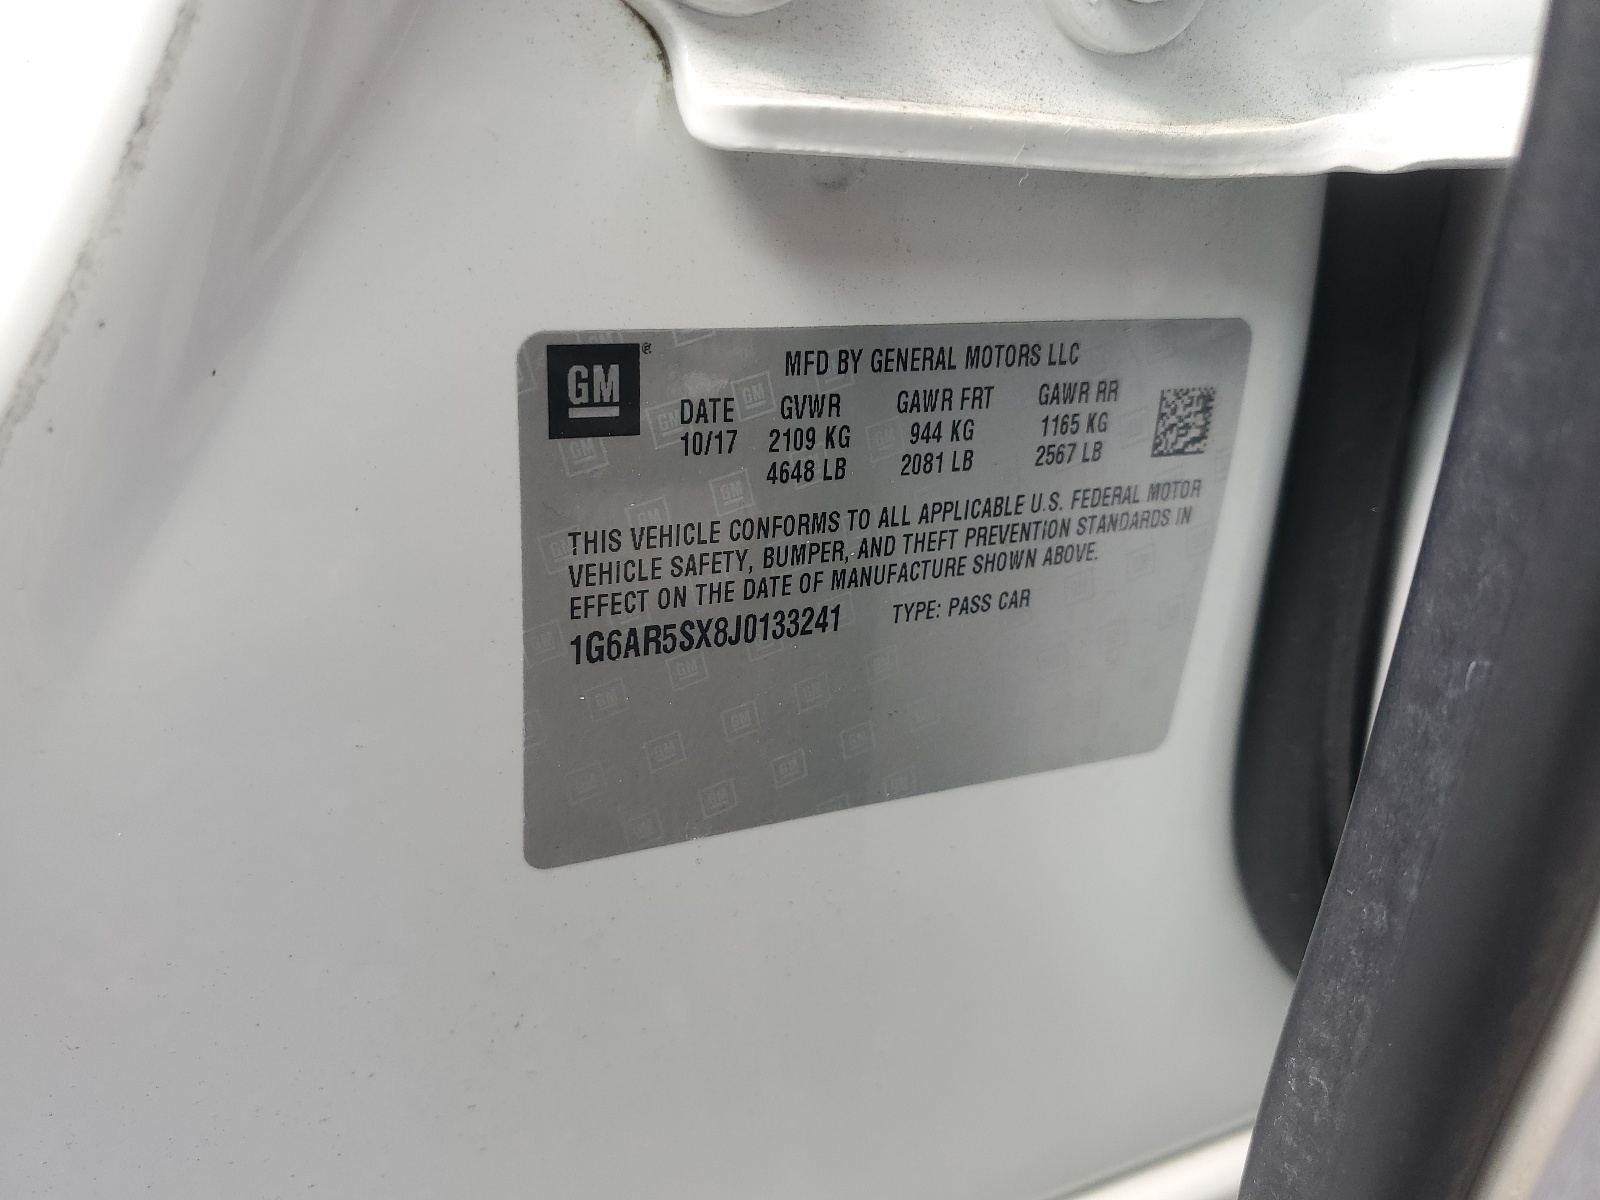 GM ®
MFD BY GENERAL MOTORS LLC
DATE GVWR GAWR FRT GAWR RR
10/17 2109 KG 944 KG 1165 KG
4648 LB 2081 LB 2567 LB
THIS VEHICLE CONFORMS TO ALL APPLICABLE U.S. FEDERAL MOTOR
VEHICLE SAFETY, BUMPER, AND THEFT PREVENTION STANDARDS IN
EFFECT ON THE DATE OF MANUFACTURE SHOWN ABOVE.
1G6AR5SX8J0133241 TYPE: PASS CAR